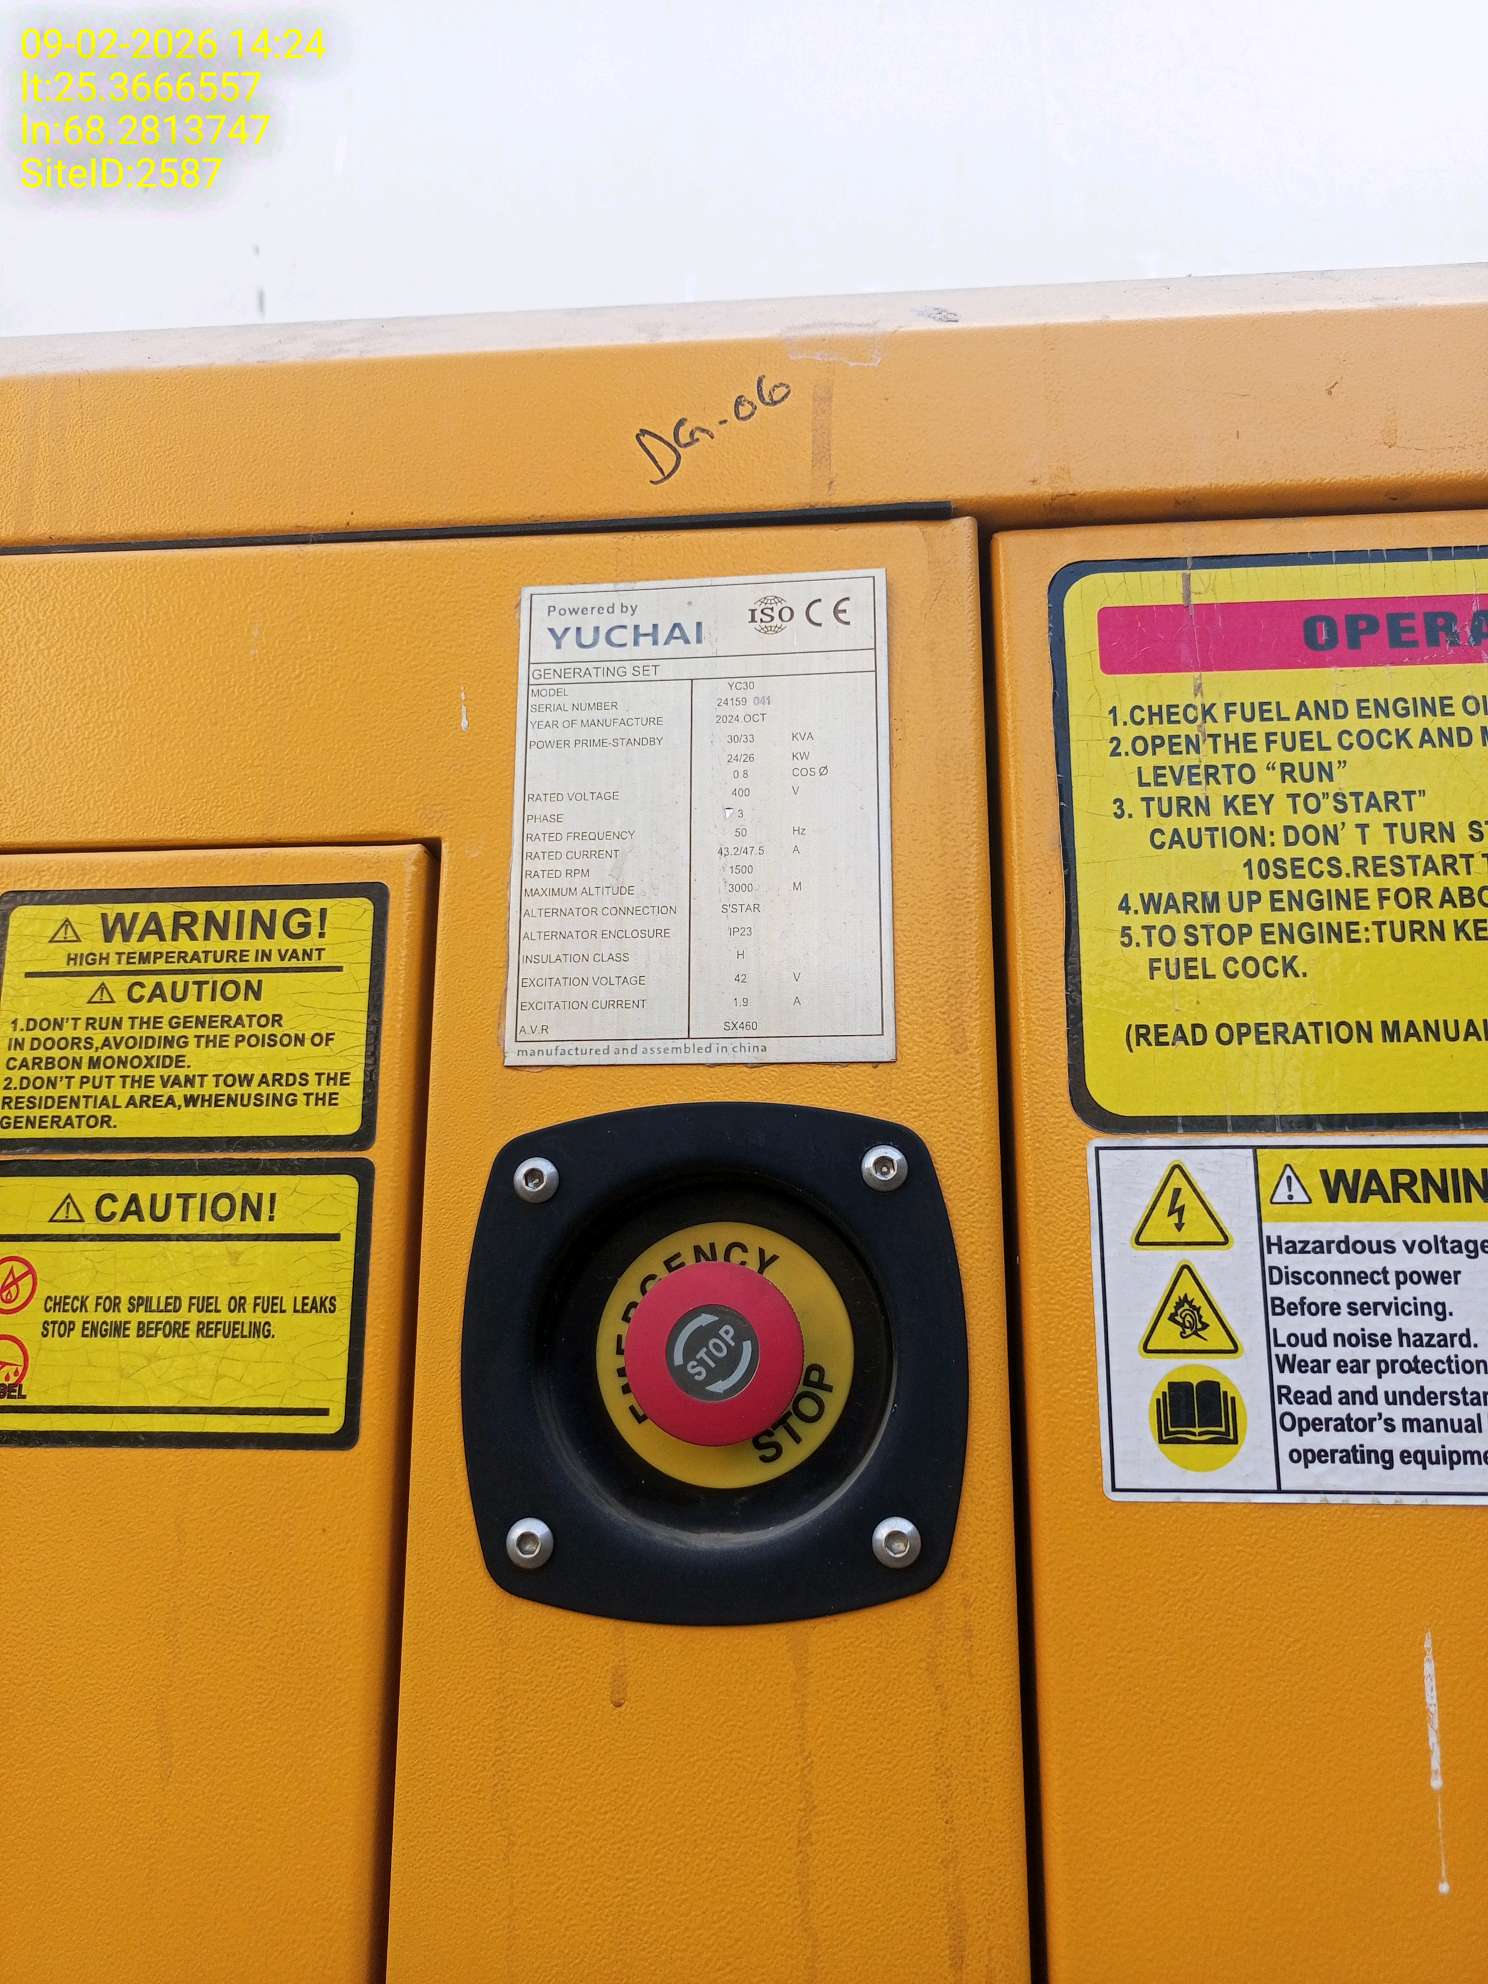 09-02-2026 14:24
lt:25.3666557
ln:68.2813747
SiteID:2587
DG-06
Powered by
YUCHAI
ISO CE
GENERATING SET
MODEL YC30
SERIAL NUMBER 24159 041
YEAR OF MANUFACTURE 2024.OCT
POWER PRIME-STANDBY 30/33 KVA
24/26 KW
0.8 COS Ø
RATED VOLTAGE 400 V
PHASE 3
RATED FREQUENCY 50 Hz
RATED CURRENT 43.2/47.5 A
RATED RPM 1500
MAXIMUM ALTITUDE 3000 M
ALTERNATOR CONNECTION S'STAR
ALTERNATOR ENCLOSURE IP23
INSULATION CLASS H
EXCITATION VOLTAGE 42 V
EXCITATION CURRENT 1.9 A
A.V.R SX460
manufactured and assembled in china
WARNING!
HIGH TEMPERATURE IN VANT
CAUTION
1.DON'T RUN THE GENERATOR
IN DOORS,AVOIDING THE POISON OF
CARBON MONOXIDE.
2.DON'T PUT THE VANT TOW ARDS THE
RESIDENTIAL AREA,WHENUSING THE
GENERATOR.
CAUTION!
CHECK FOR SPILLED FUEL OR FUEL LEAKS
STOP ENGINE BEFORE REFUELING.
EMERGENCY
STOP
STOP
OPERA
1.CHECK FUEL AND ENGINE OI
2.OPEN THE FUEL COCK AND M
LEVERTO “RUN”
3. TURN KEY TO”START”
CAUTION: DON' T TURN ST
10SECS.RESTART T
4.WARM UP ENGINE FOR ABO
5.TO STOP ENGINE:TURN KE
FUEL COCK.
(READ OPERATION MANUAL
WARNIN
Hazardous voltage
Disconnect power
Before servicing.
Loud noise hazard.
Wear ear protection
Read and understan
Operator's manual
operating equipme